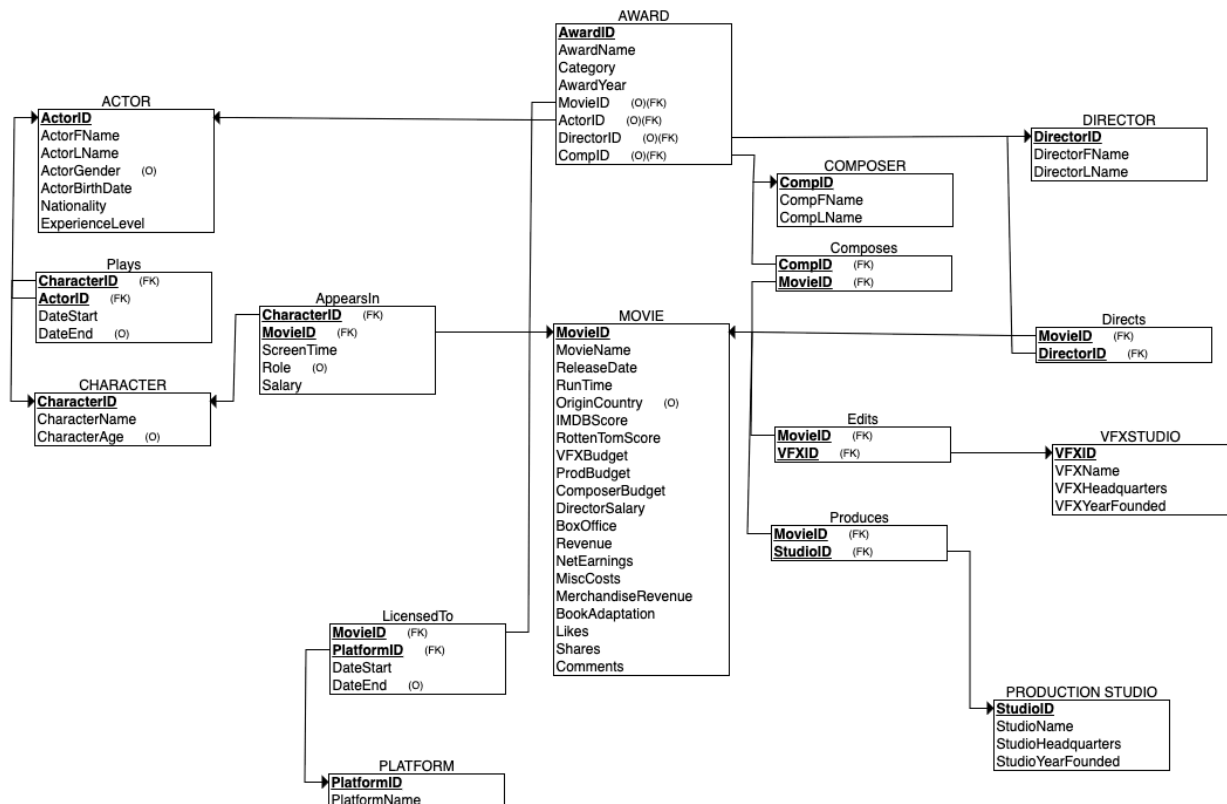 AWARD
AwardID
AwardName
Category
AwardYear
MovieID (O)(FK)
ActorID (O)(FK)
DirectorID (O)(FK)
CompID (O)(FK)
ACTOR
ActorID
ActorFName
ActorLName
ActorGender (O)
ActorBirthDate
Nationality
ExperienceLevel
DIRECTOR
DirectorID
DirectorFName
DirectorLName
COMPOSER
CompID
CompFName
CompLName
Plays
CharacterID (FK)
ActorID (FK)
DateStart
DateEnd (O)
Composes
CompID (FK)
MovieID (FK)
AppearsIn
CharacterID (FK)
MovieID (FK)
ScreenTime
Role (O)
Salary
MOVIE
MovieID
MovieName
ReleaseDate
RunTime
OriginCountry (O)
IMDBScore
RottenTomScore
VFXBudget
ProdBudget
ComposerBudget
DirectorSalary
BoxOffice
Revenue
NetEarnings
MiscCosts
MerchandiseRevenue
BookAdaptation
Likes
Shares
Comments
Directs
MovieID (FK)
DirectorID (FK)
CHARACTER
CharacterID
CharacterName
CharacterAge (O)
Edits
MovieID (FK)
VFXID (FK)
VFXSTUDIO
VFXID
VFXName
VFXHeadquarters
VFXYearFounded
Produces
MovieID (FK)
StudioID (FK)
LicensedTo
MovieID (FK)
PlatformID (FK)
DateStart
DateEnd (O)
PRODUCTION STUDIO
StudioID
StudioName
StudioHeadquarters
StudioYearFounded
PLATFORM
PlatformID
PlatformName